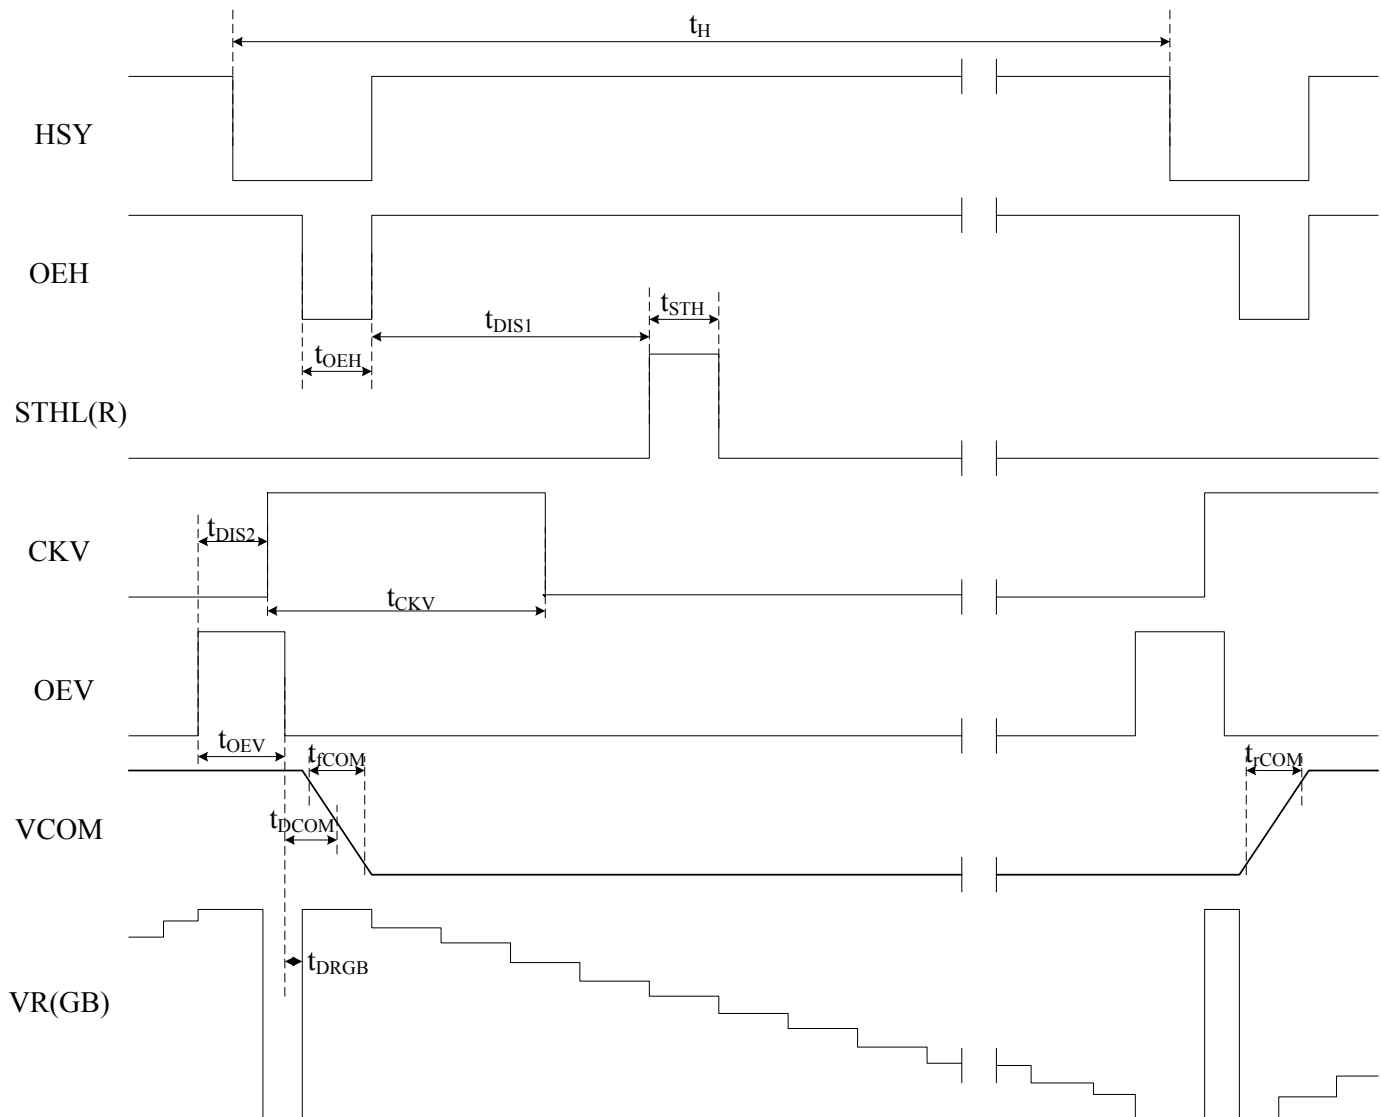 tH
HSY
OEH
tSTH
tDIS1
tOEH
STHL(R)
tDIS2
CKV
tCKV
OEV
tOEV
tfCOM
trCOM
tDCOM
VCOM
tDRGB
VR(GB)